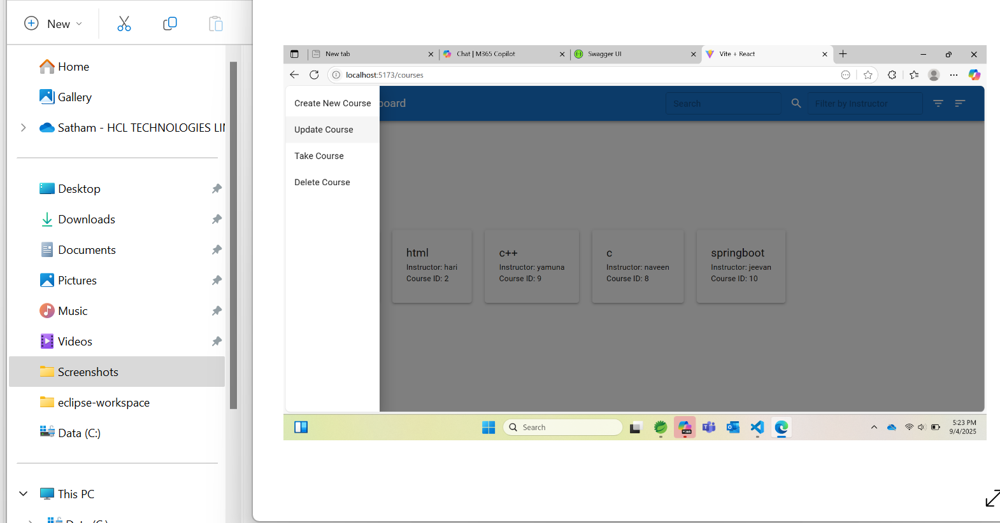 New
Home
Gallery
Satham - HCL TECHNOLOGIES LI
Desktop
Downloads
Documents
Pictures
Music
Videos
Screenshots
eclipse-workspace
Data (C:)
This PC
New tab
Chat | M365 Copilot
Swagger UI
Vite + React
localhost:5173/courses
Create New Course
Update Course
Take Course
Delete Course
board
Search
Filter by Instructor
html
Instructor: hari
Course ID: 2
c++
Instructor: yamuna
Course ID: 9
c
Instructor: naveen
Course ID: 8
springboot
Instructor: jeevan
Course ID: 10
Search
M365
5:23 PM
9/4/2025